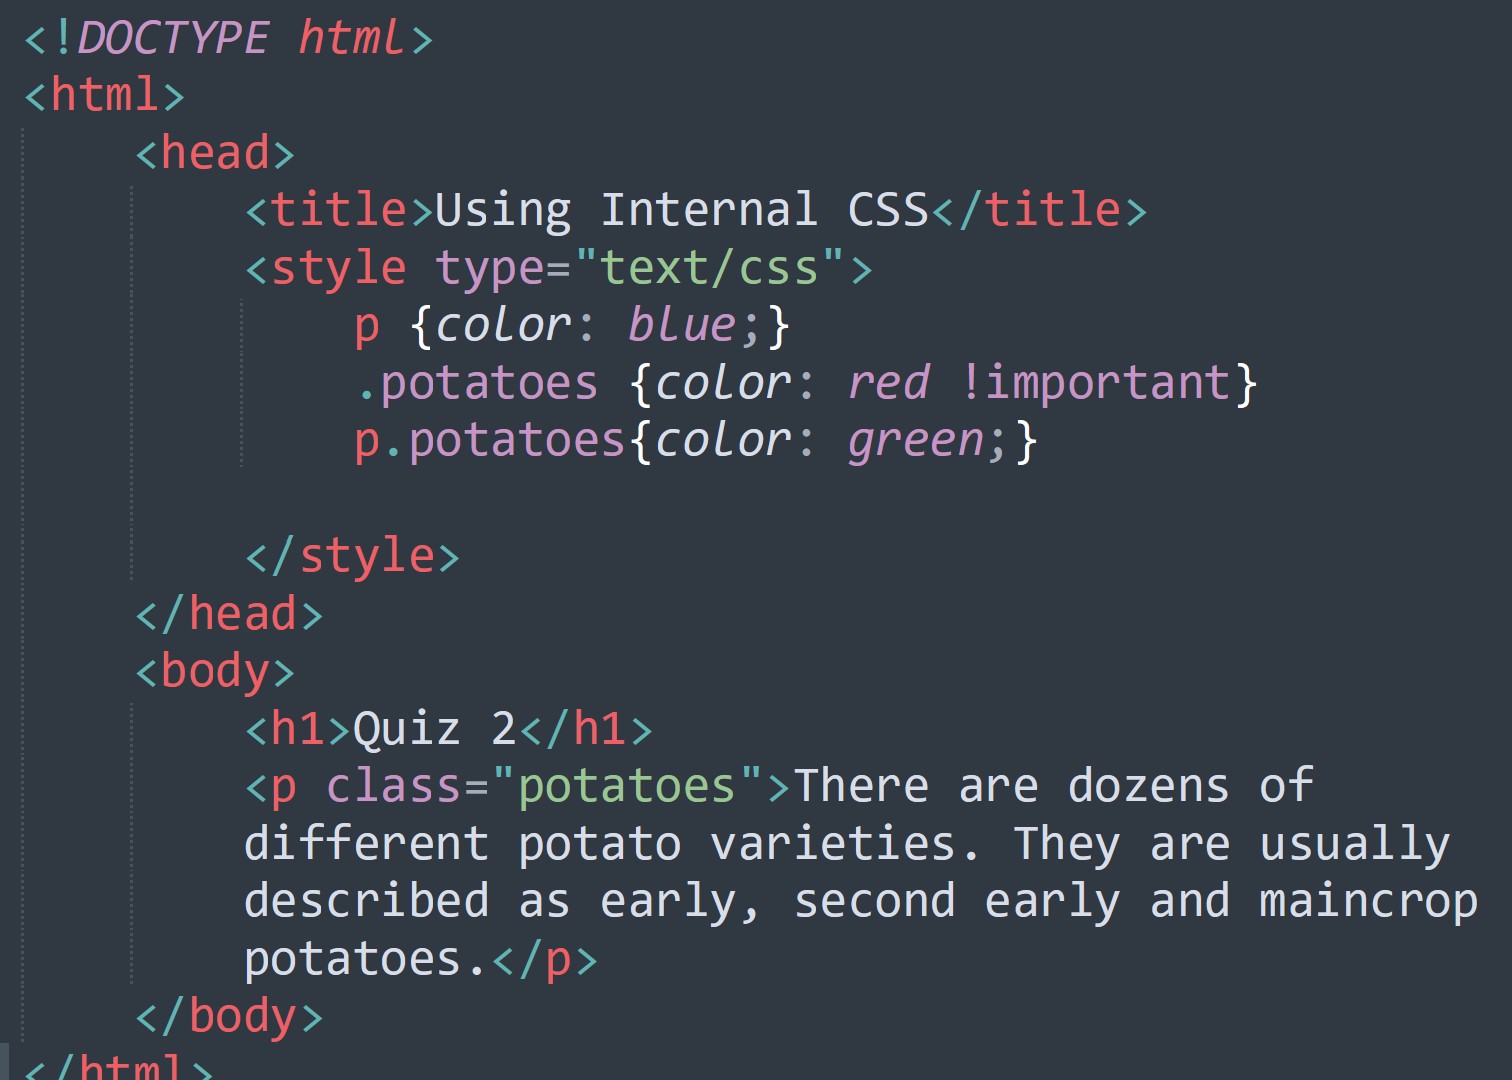 <!DOCTYPE html>
<html>
<head>
<title>Using Internal CSS</title>
<style type="text/css">
p {color: blue;}
.potatoes {color: red !important}
p.potatoes{color: green;}
</style>
</head>
<body>
<h1>Quiz 2</h1>
<p class="potatoes">There are dozens of
different potato varieties. They are usually
described as early, second early and maincrop
potatoes.</p>
</body>
</html>